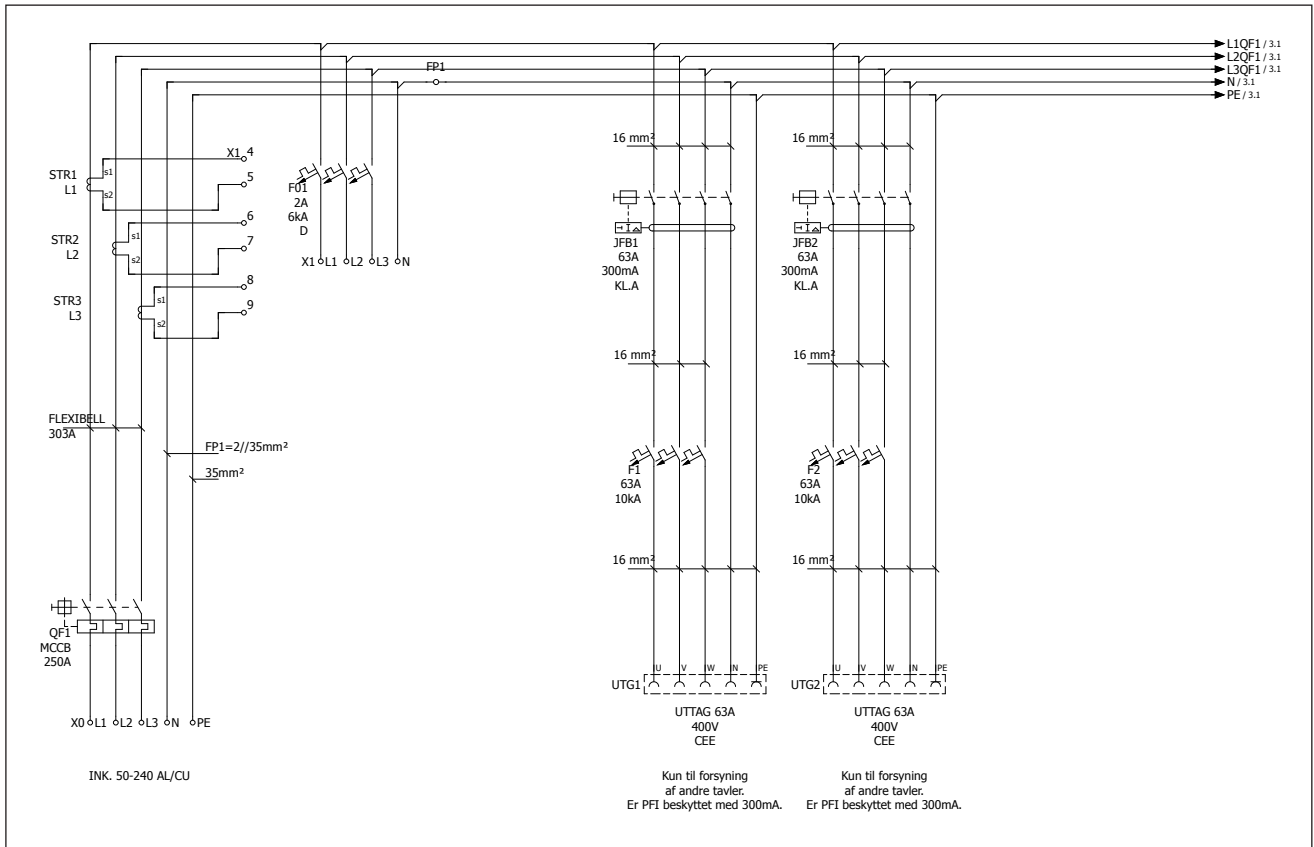 L1QF1 / 3.1
L2QF1 / 3.1
L3QF1 / 3.1
N / 3.1
PE / 3.1
FP1
16 mm²
16 mm²
X1 4
STR1
L1
s1
s2
5
6
STR2
L2
s1
s2
7
8
STR3
L3
s1
s2
9
F01
2A
6kA
D
X1 L1 L2 L3 N
JFB1
63A
300mA
KL.A
JFB2
63A
300mA
KL.A
16 mm²
16 mm²
FLEXIBELL
303A
FP1=2//35mm²
35mm²
F1
63A
10kA
F2
63A
10kA
16 mm²
16 mm²
QF1
MCCB
250A
X0 L1 L2 L3 N PE
INK. 50-240 AL/CU
U V W N PE
UTG1
UTTAG 63A
400V
CEE
Kun til forsyning
af andre tavler.
Er PFI beskyttet med 300mA.
U V W N PE
UTG2
UTTAG 63A
400V
CEE
Kun til forsyning
af andre tavler.
Er PFI beskyttet med 300mA.